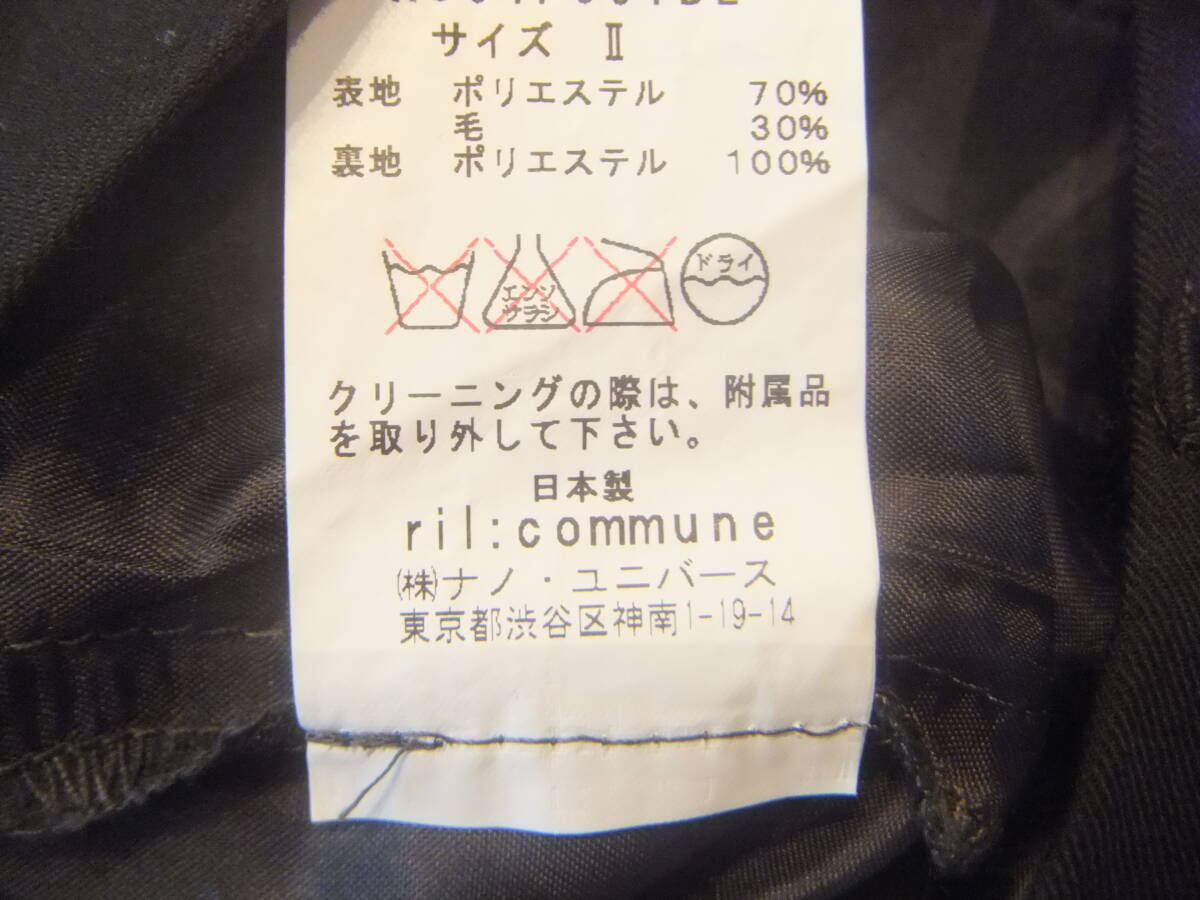 サイズ Ⅱ
表地 ポリエステル 70%
毛 30%
裏地 ポリエステル 100%
エンソ
サラシ
ドライ
クリーニングの際は、附属品
を取り外して下さい。
日本製
ril:commune
㈱ナノ・ユニバース
東京都渋谷区神南1-19-14